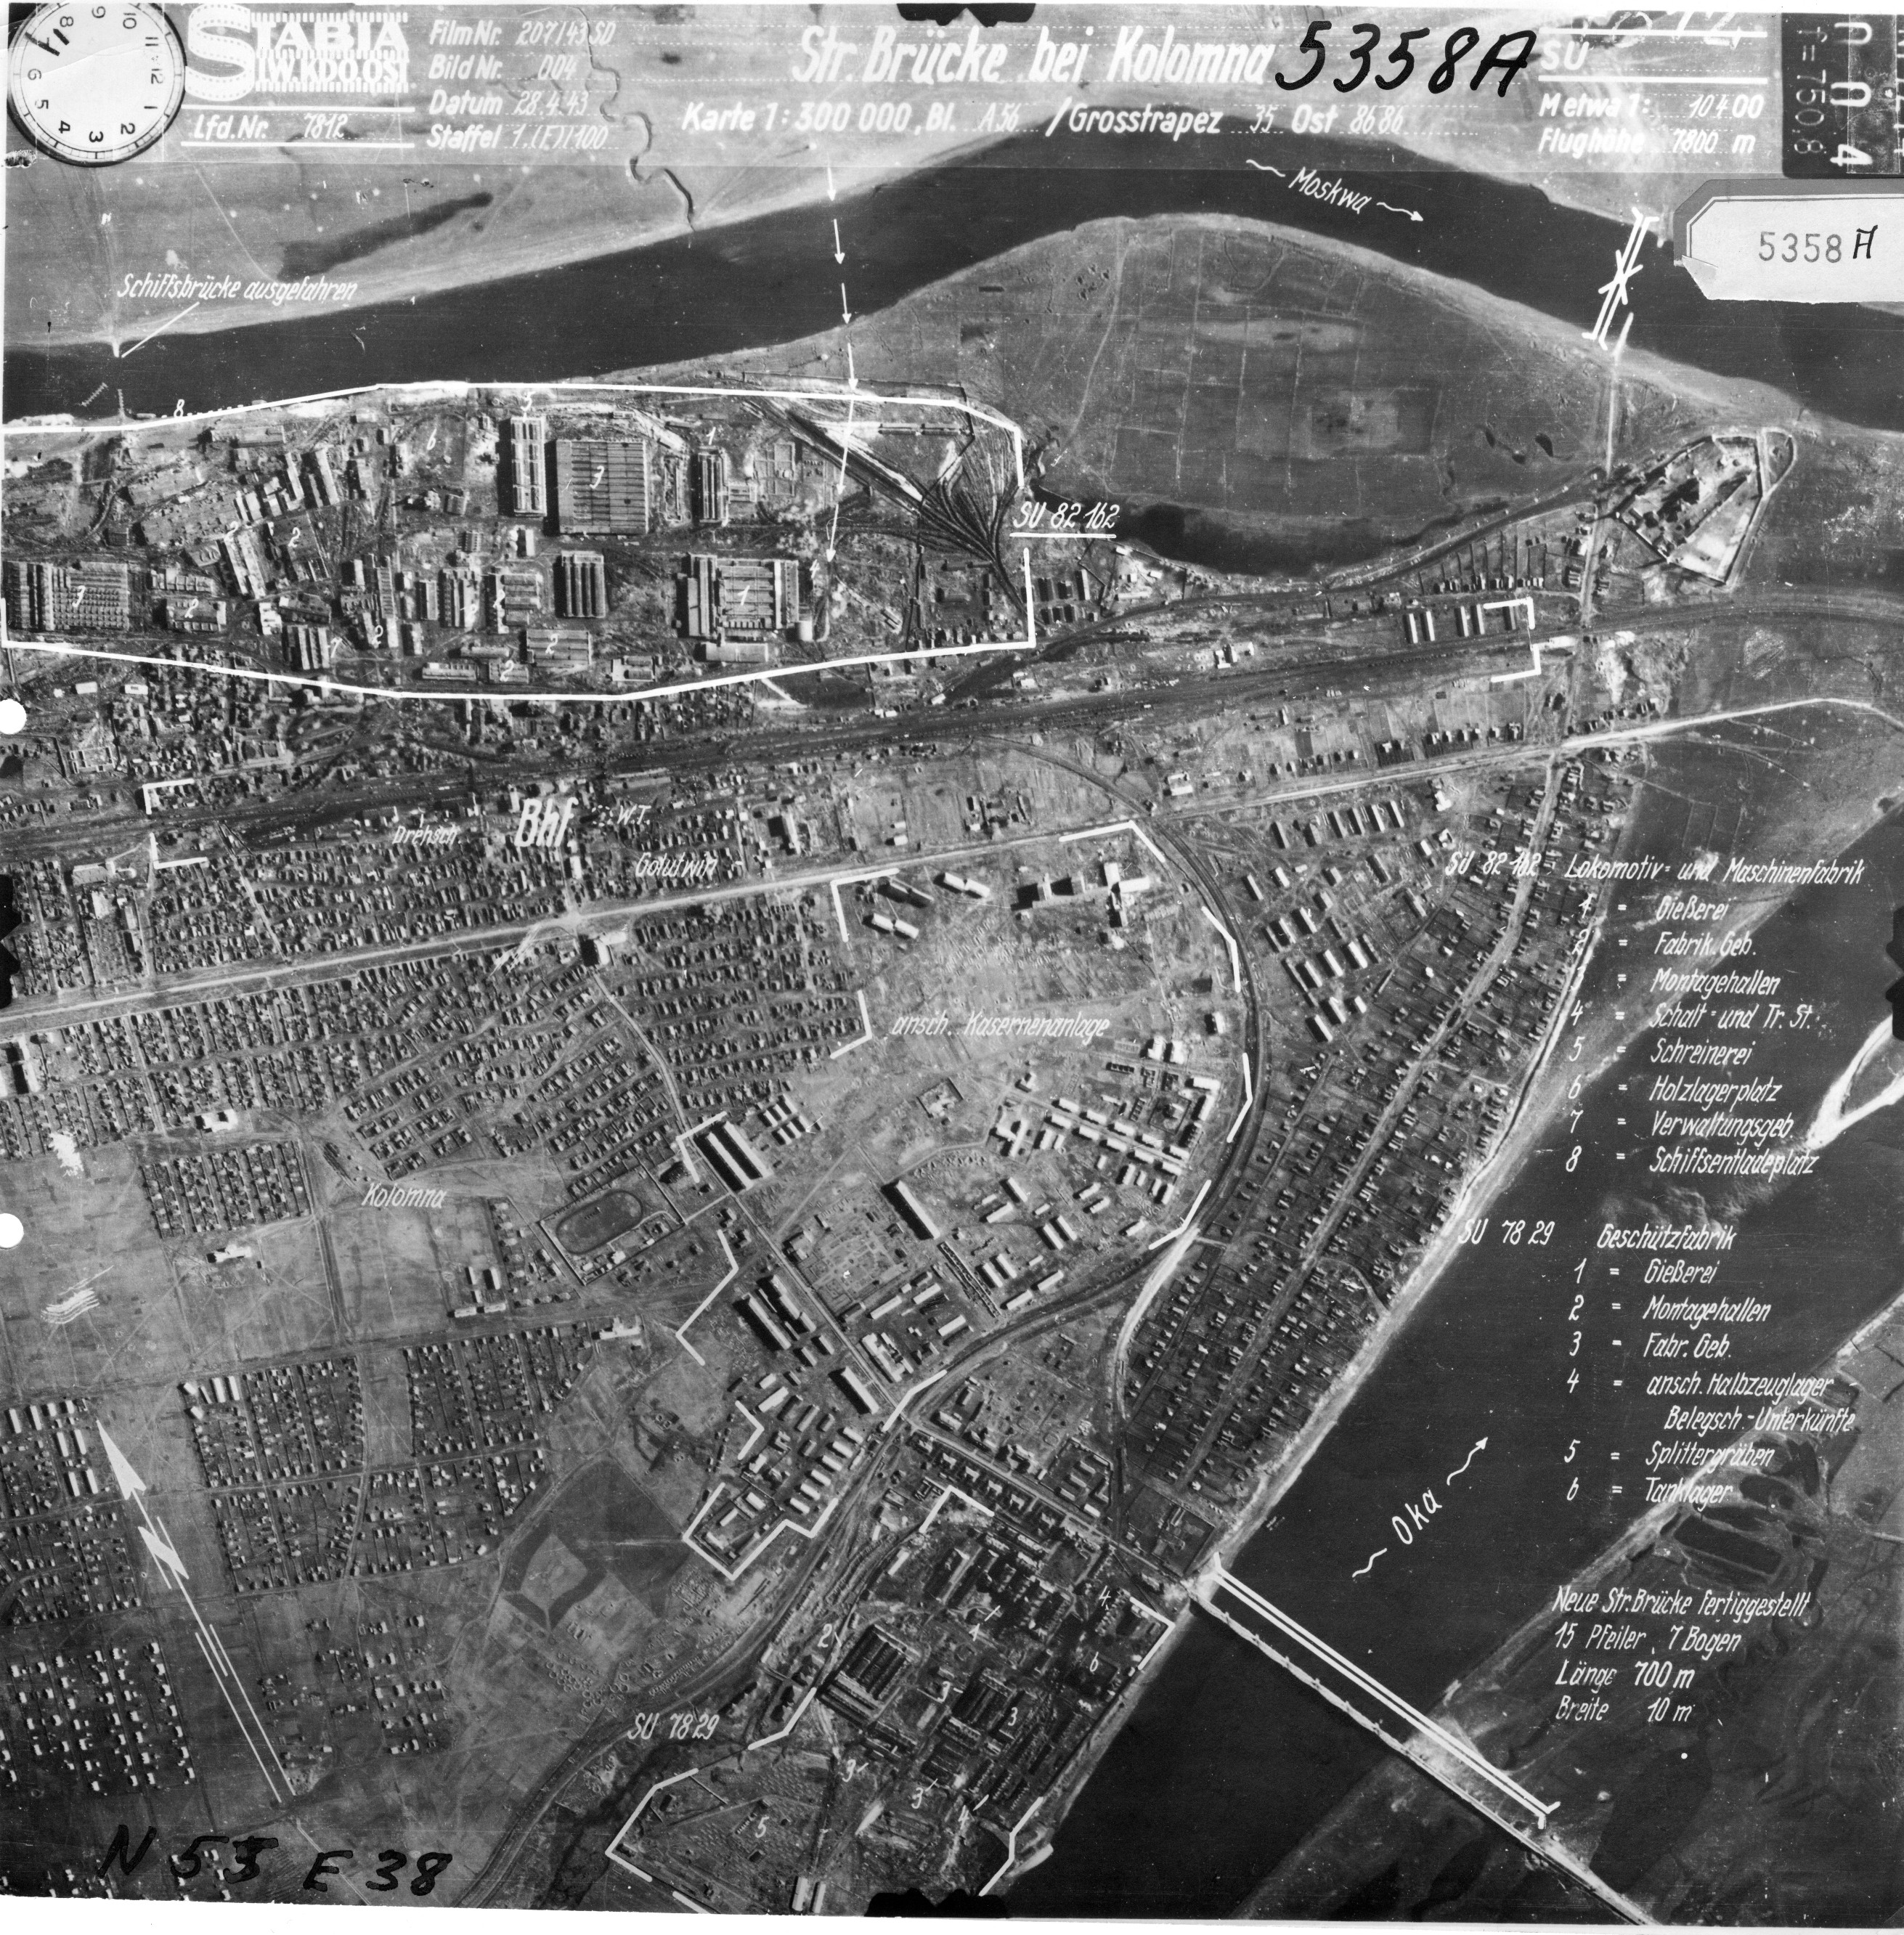 STABIA
W.KDO.OST
Lfd.Nr. 7812
Film Nr. 207/43 SD
Bild Nr. 004
Datum 28.4.43
Staffel 1.(F)/100
Str. Brücke bei Kolomna 5358A
Karte 1:300 000, Bl. A56 /Grosstrapez 35 Ost 8686
SU
M etwa 1: 10400
Flughöhe 7800 m
004
5358 A
~ Moskwa ~
Schiffsbrücke ausgefahren
8
SU 82 162
Drehsch.
Bhf.
W.T.
Golutwin
ansch. Kasernenanlage
Kolomna
SU 82 162 = Lokomotiv- und Maschinenfabrik
1 = Gießerei
2 = Fabrik. Geb.
3 = Montagehallen
4 = Schalt- und Tr. St.
5 = Schreinerei
6 = Holzlagerplatz
7 = Verwaltungsgeb.
8 = Schiffsentladeplatz
SU 78 29 Geschützfabrik
1 = Gießerei
2 = Montagehallen
3 = Fabr. Geb.
4 = ansch. Halbzeuglager
Belegsch.-Unterkünfte
5 = Splittergräben
6 = Tanklager
~ Oka
Neue Str. Brücke fertiggestellt
15 Pfeiler, 7 Bogen
Länge 700 m
Breite 10 m
SU 78 29
N 55 E 38